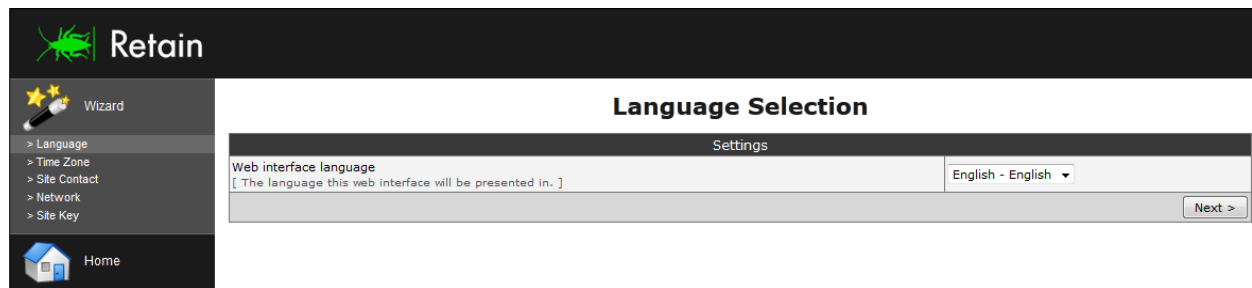 Retain
Wizard
> Language
> Time Zone
> Site Contact
> Network
> Site Key
Home
Language Selection
Settings
Web interface language
[ The language this web interface will be presented in. ]
English - English
Next >